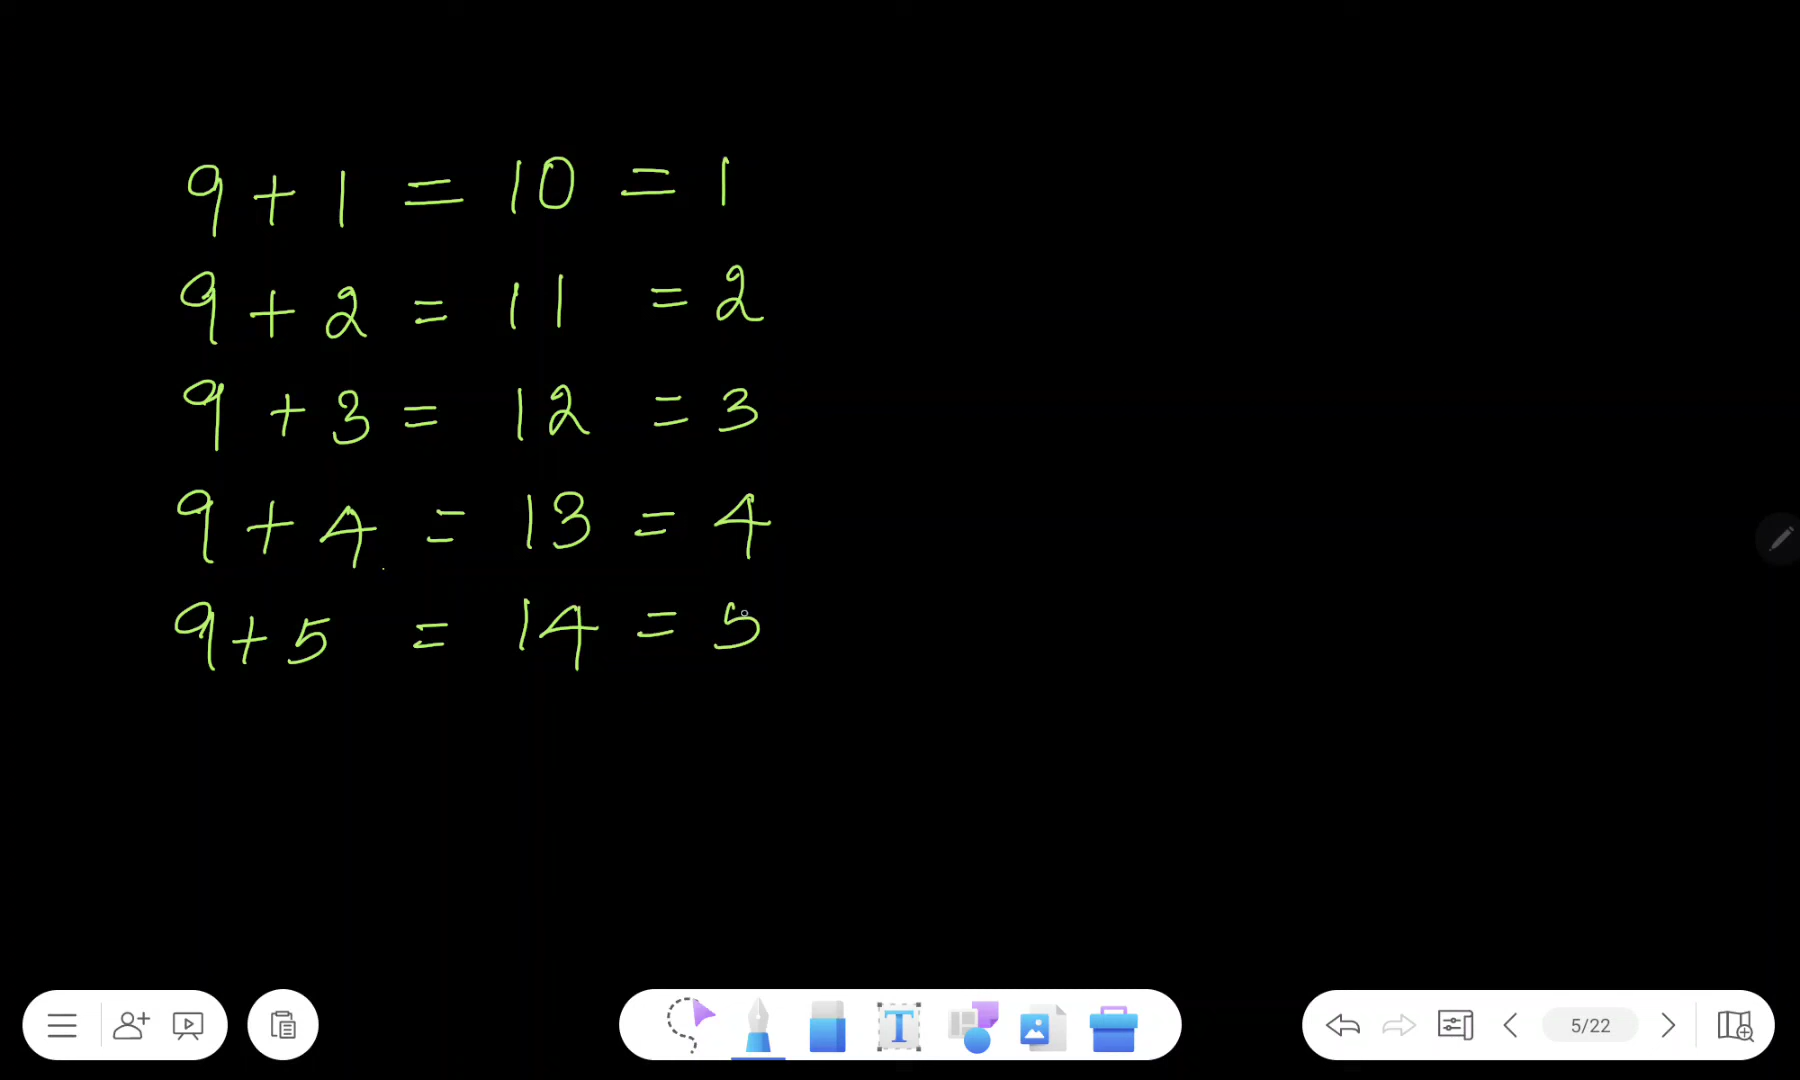 9 + 1 = 10 = 1
9 + 2 = 11 = 2
9 + 3 = 12 = 3
9 + 4 = 13 = 4
9 + 5 = 14 = 5
T
5/22